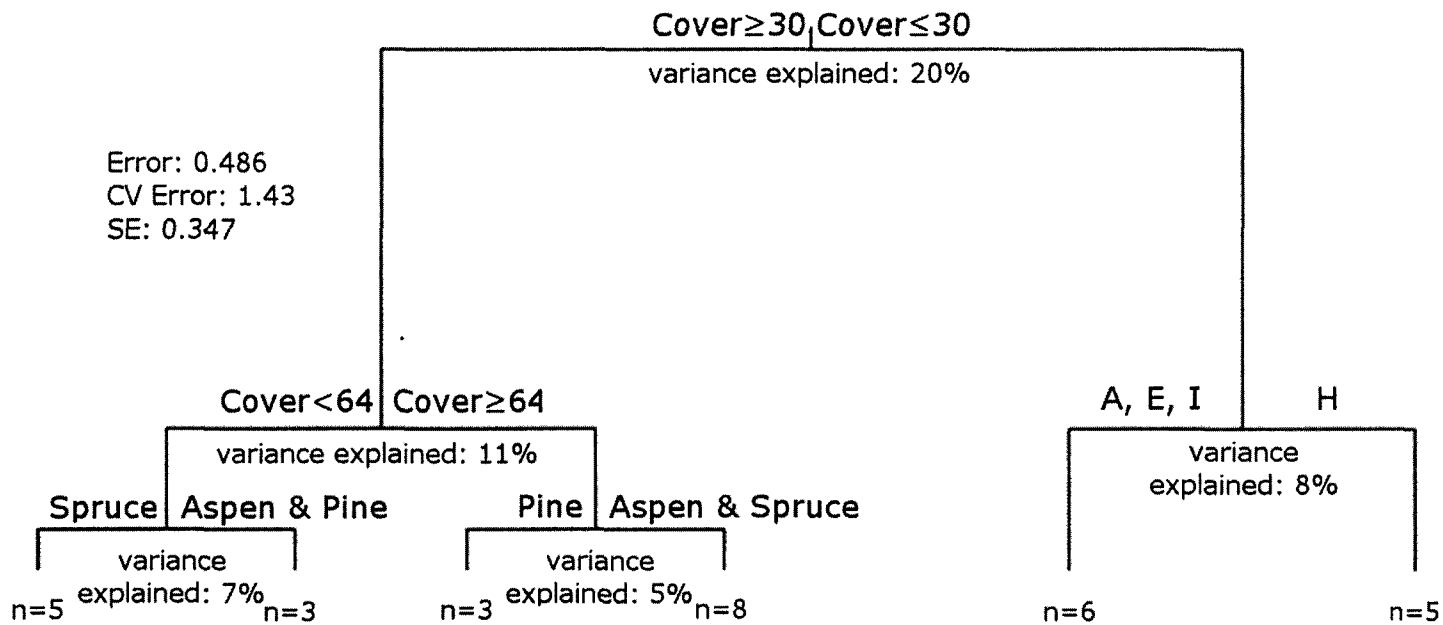 Cover≥30 Cover≤30
variance explained: 20%
Error: 0.486
CV Error: 1.43
SE: 0.347
Cover<64 Cover≥64
variance explained: 11%
A, E, I H
variance
explained: 8%
Spruce Aspen & Pine
variance
explained: 7%
n=5 n=3
Pine Aspen & Spruce
variance
explained: 5%
n=3 n=8
n=6 n=5